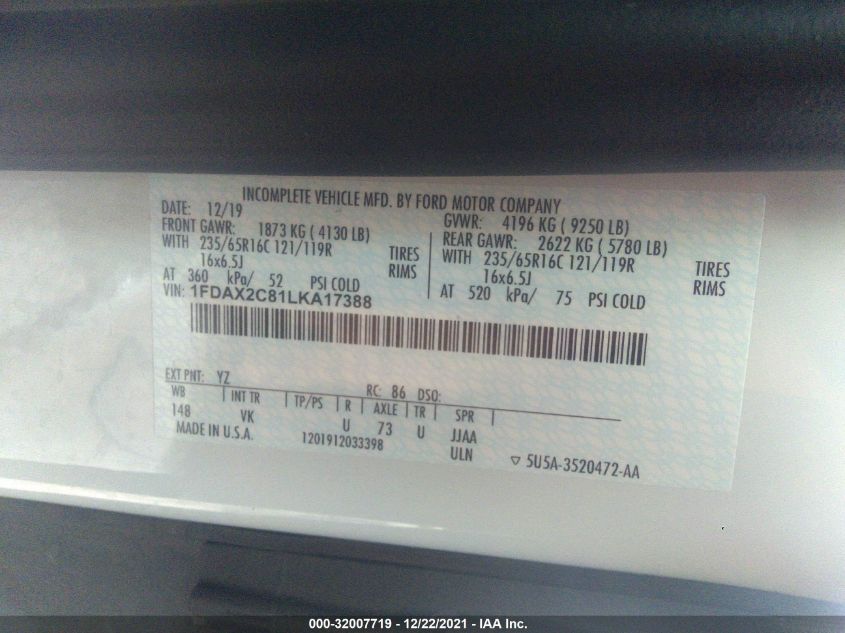 INCOMPLETE VEHICLE MFD. BY FORD MOTOR COMPANY
DATE: 12/19 GVWR: 4196 KG ( 9250 LB)
FRONT GAWR: 1873 KG ( 4130 LB) REAR GAWR: 2622 KG ( 5780 LB)
WITH 235/65R16C 121/119R TIRES WITH 235/65R16C 121/119R TIRES
16x6.5J RIMS 16x6.5J RIMS
AT 360 kPa/ 52 PSI COLD AT 520 kPa/ 75 PSI COLD
VIN: 1FDAX2C81LKA17388
EXT PNT: YZ RC: 86 DSO:
WB INT TR TP/PS R AXLE TR SPR
148 VK U 73 U JJAA
MADE IN U.S.A. 1201912033398 ULN ▽ 5U5A-3520472-AA
000-32007719 - 12/22/2021 - IAA Inc.